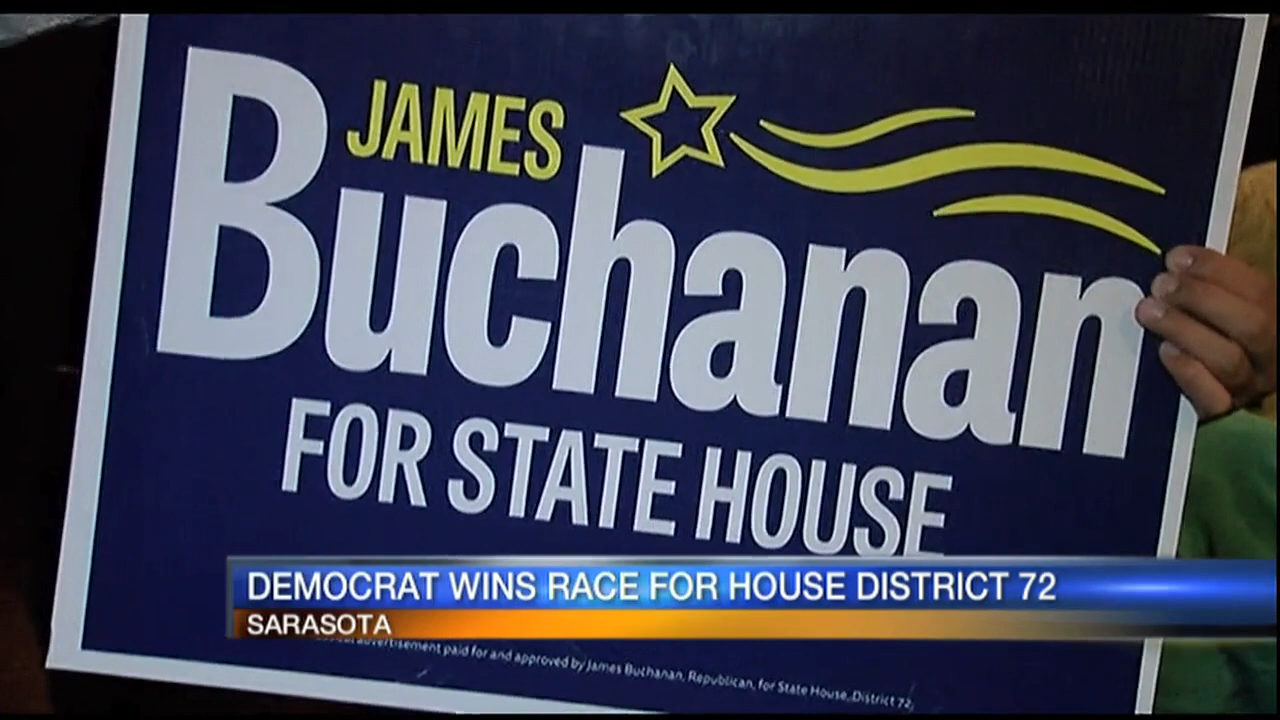 JAMES
Buchanan
FOR STATE HOUSE
DEMOCRAT WINS RACE FOR HOUSE DISTRICT 72
SARASOTA
advertisement paid for and approved by James Buchanan, Republican, for State House, District 72